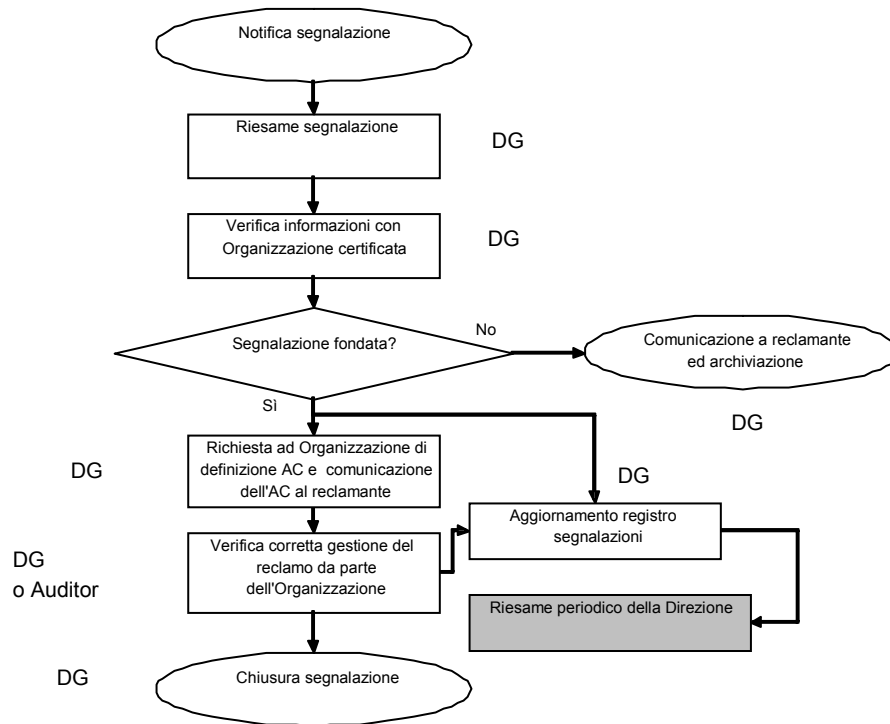 Notifica segnalazione
Riesame segnalazione
DG
Verifica informazioni con
Organizzazione certificata
DG
Segnalazione fondata?
No
Comunicazione a reclamante
ed archiviazione
DG
Sì
DG
Richiesta ad Organizzazione di
definizione AC e comunicazione
dell'AC al reclamante
DG
Aggiornamento registro
segnalazioni
DG
o Auditor
Verifica corretta gestione del
reclamo da parte
dell'Organizzazione
Riesame periodico della Direzione
DG
Chiusura segnalazione